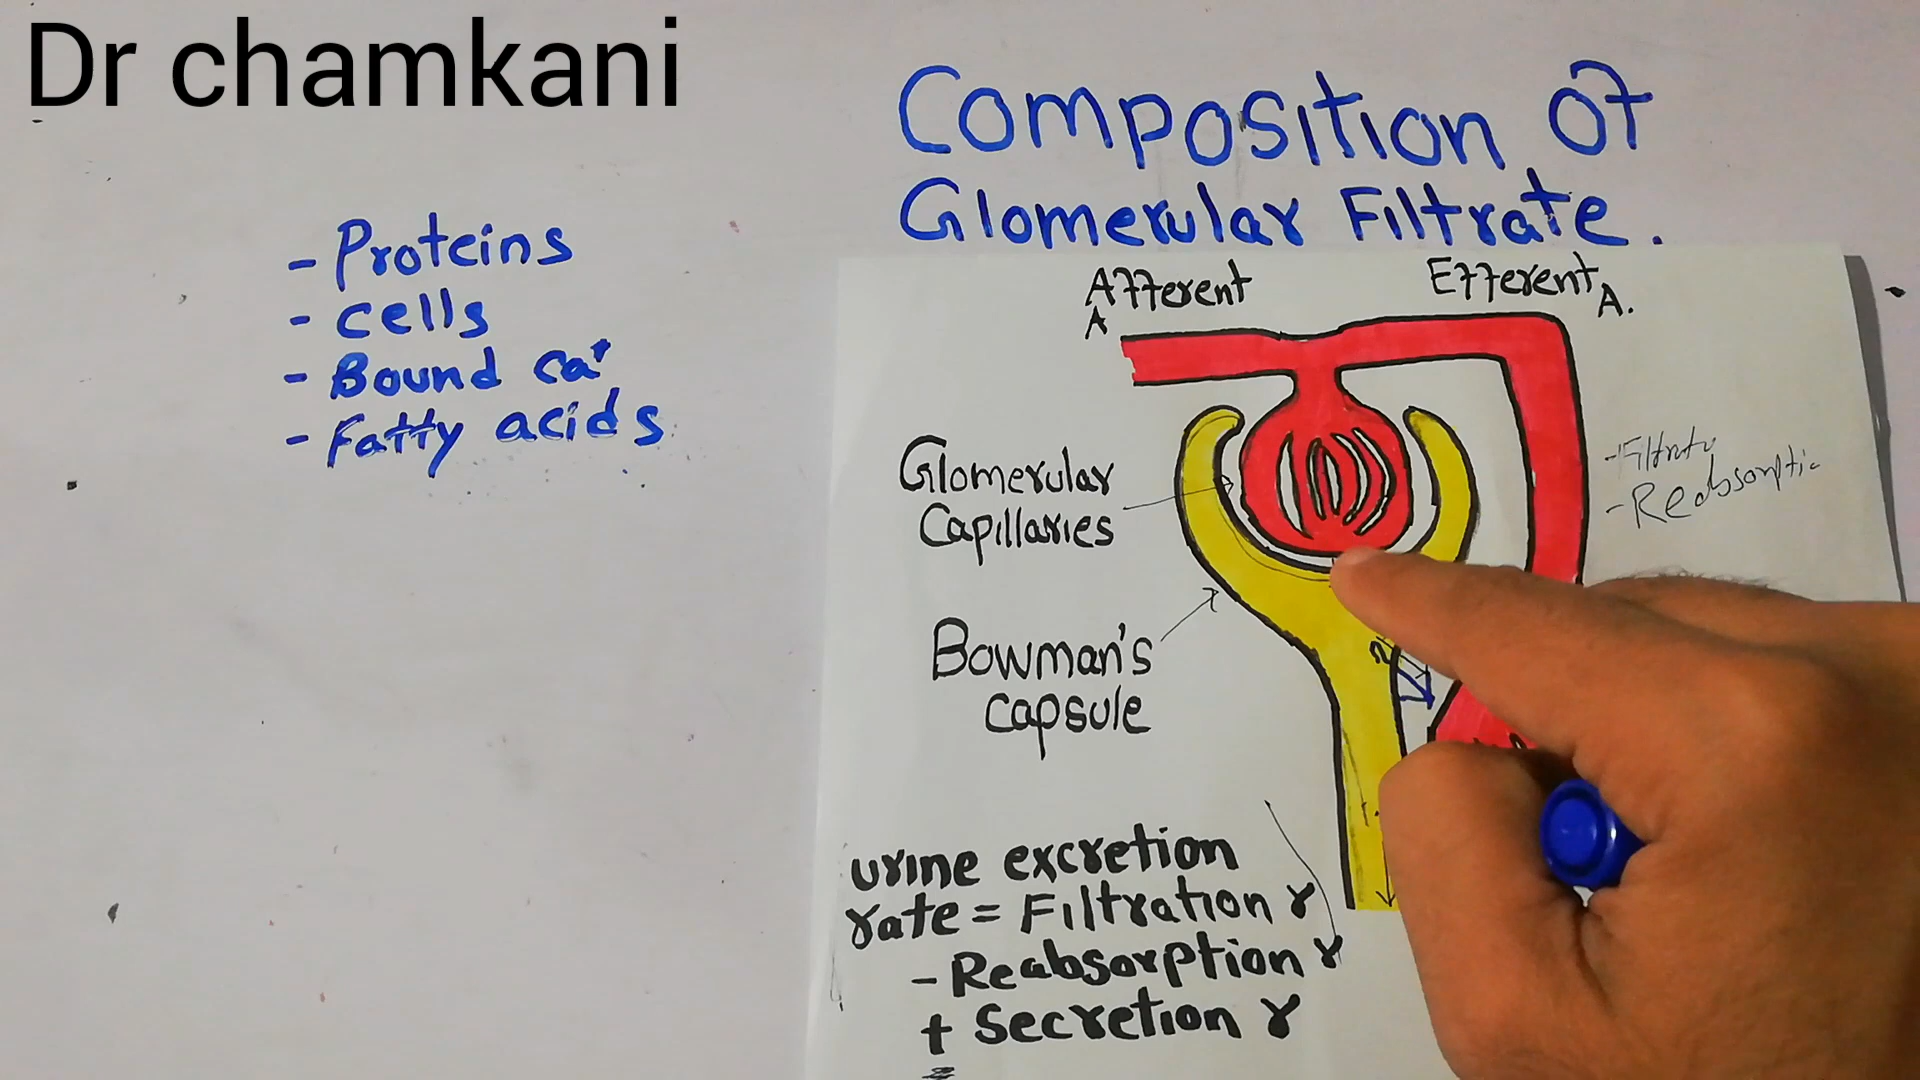 Dr chamkani
Composition of
Glomerular Filtrate.
- Proteins
- cells
- Bound ca+
- Fatty acids
Afferent
A
Efferent
A.
Glomerular
Capillaries
- Reabsorptio
Bowman's
capsule
urine excretion
rate = Filtration r
- Reabsorption r
+ Secretion r
=